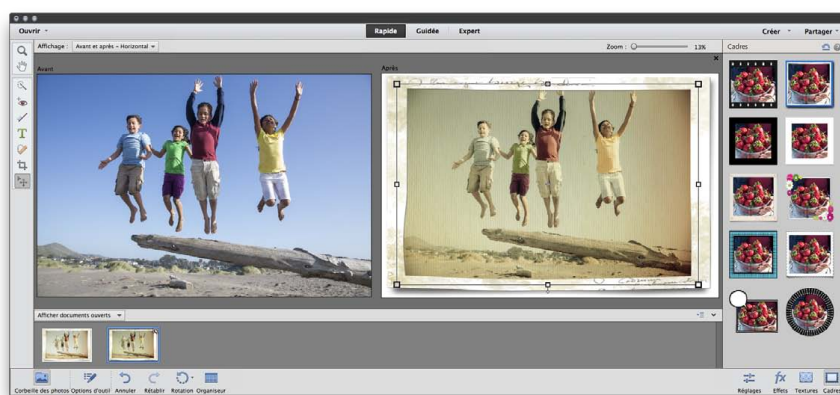 Ouvrir
Rapide Guidée Expert
Créer Partager
Affichage : Avant et après - Horizontal
Zoom : 13%
Cadres
Avant
Après
Afficher documents ouverts
Corbeille des photos Options d'outil Annuler Rétablir Rotation Organiseur
Réglages Effets Textures Cadres